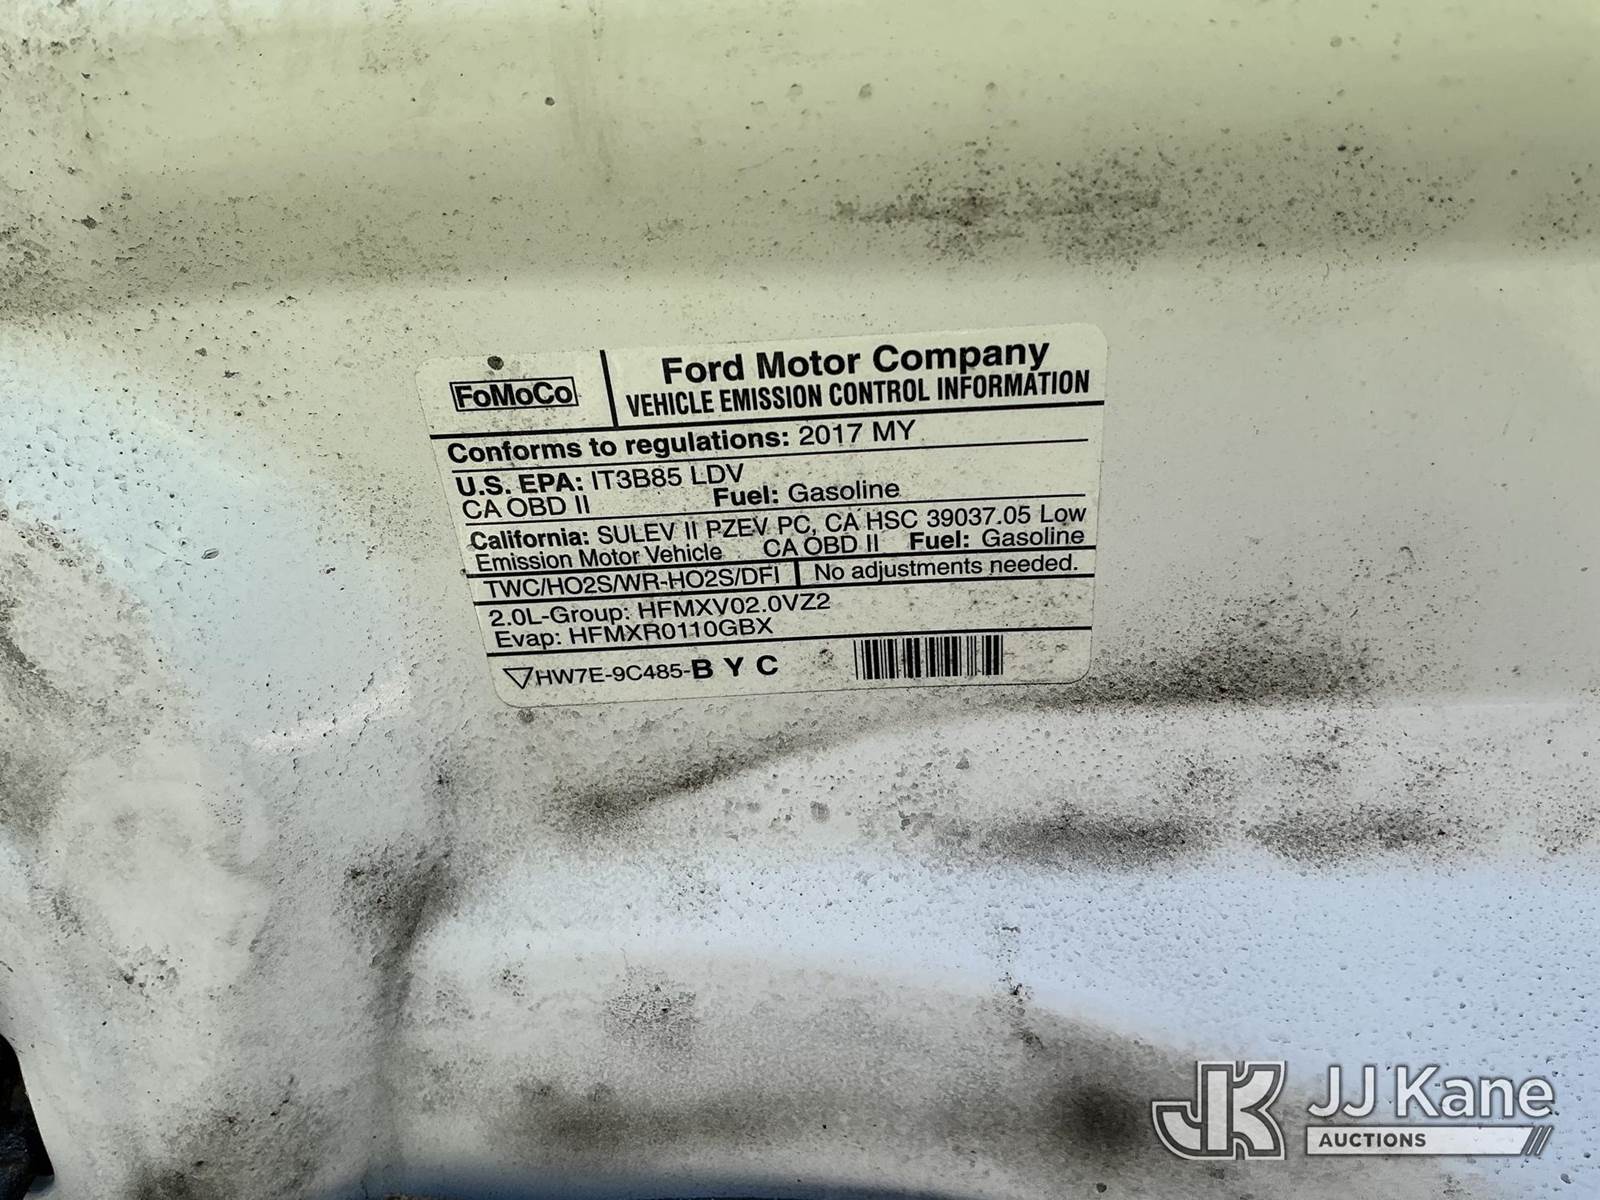 FoMoCo
Ford Motor Company
VEHICLE EMISSION CONTROL INFORMATION
Conforms to regulations: 2017 MY
U.S. EPA: IT3B85 LDV
CA OBD II Fuel: Gasoline
California: SULEV II PZEV PC, CA HSC 39037.05 Low
Emission Motor Vehicle CA OBD II Fuel: Gasoline
TWC/HO2S/WR-HO2S/DFI No adjustments needed.
2.0L-Group: HFMXV02.0VZ2
Evap: HFMXR0110GBX
HW7E-9C485-BYC
JK JJ Kane
AUCTIONS